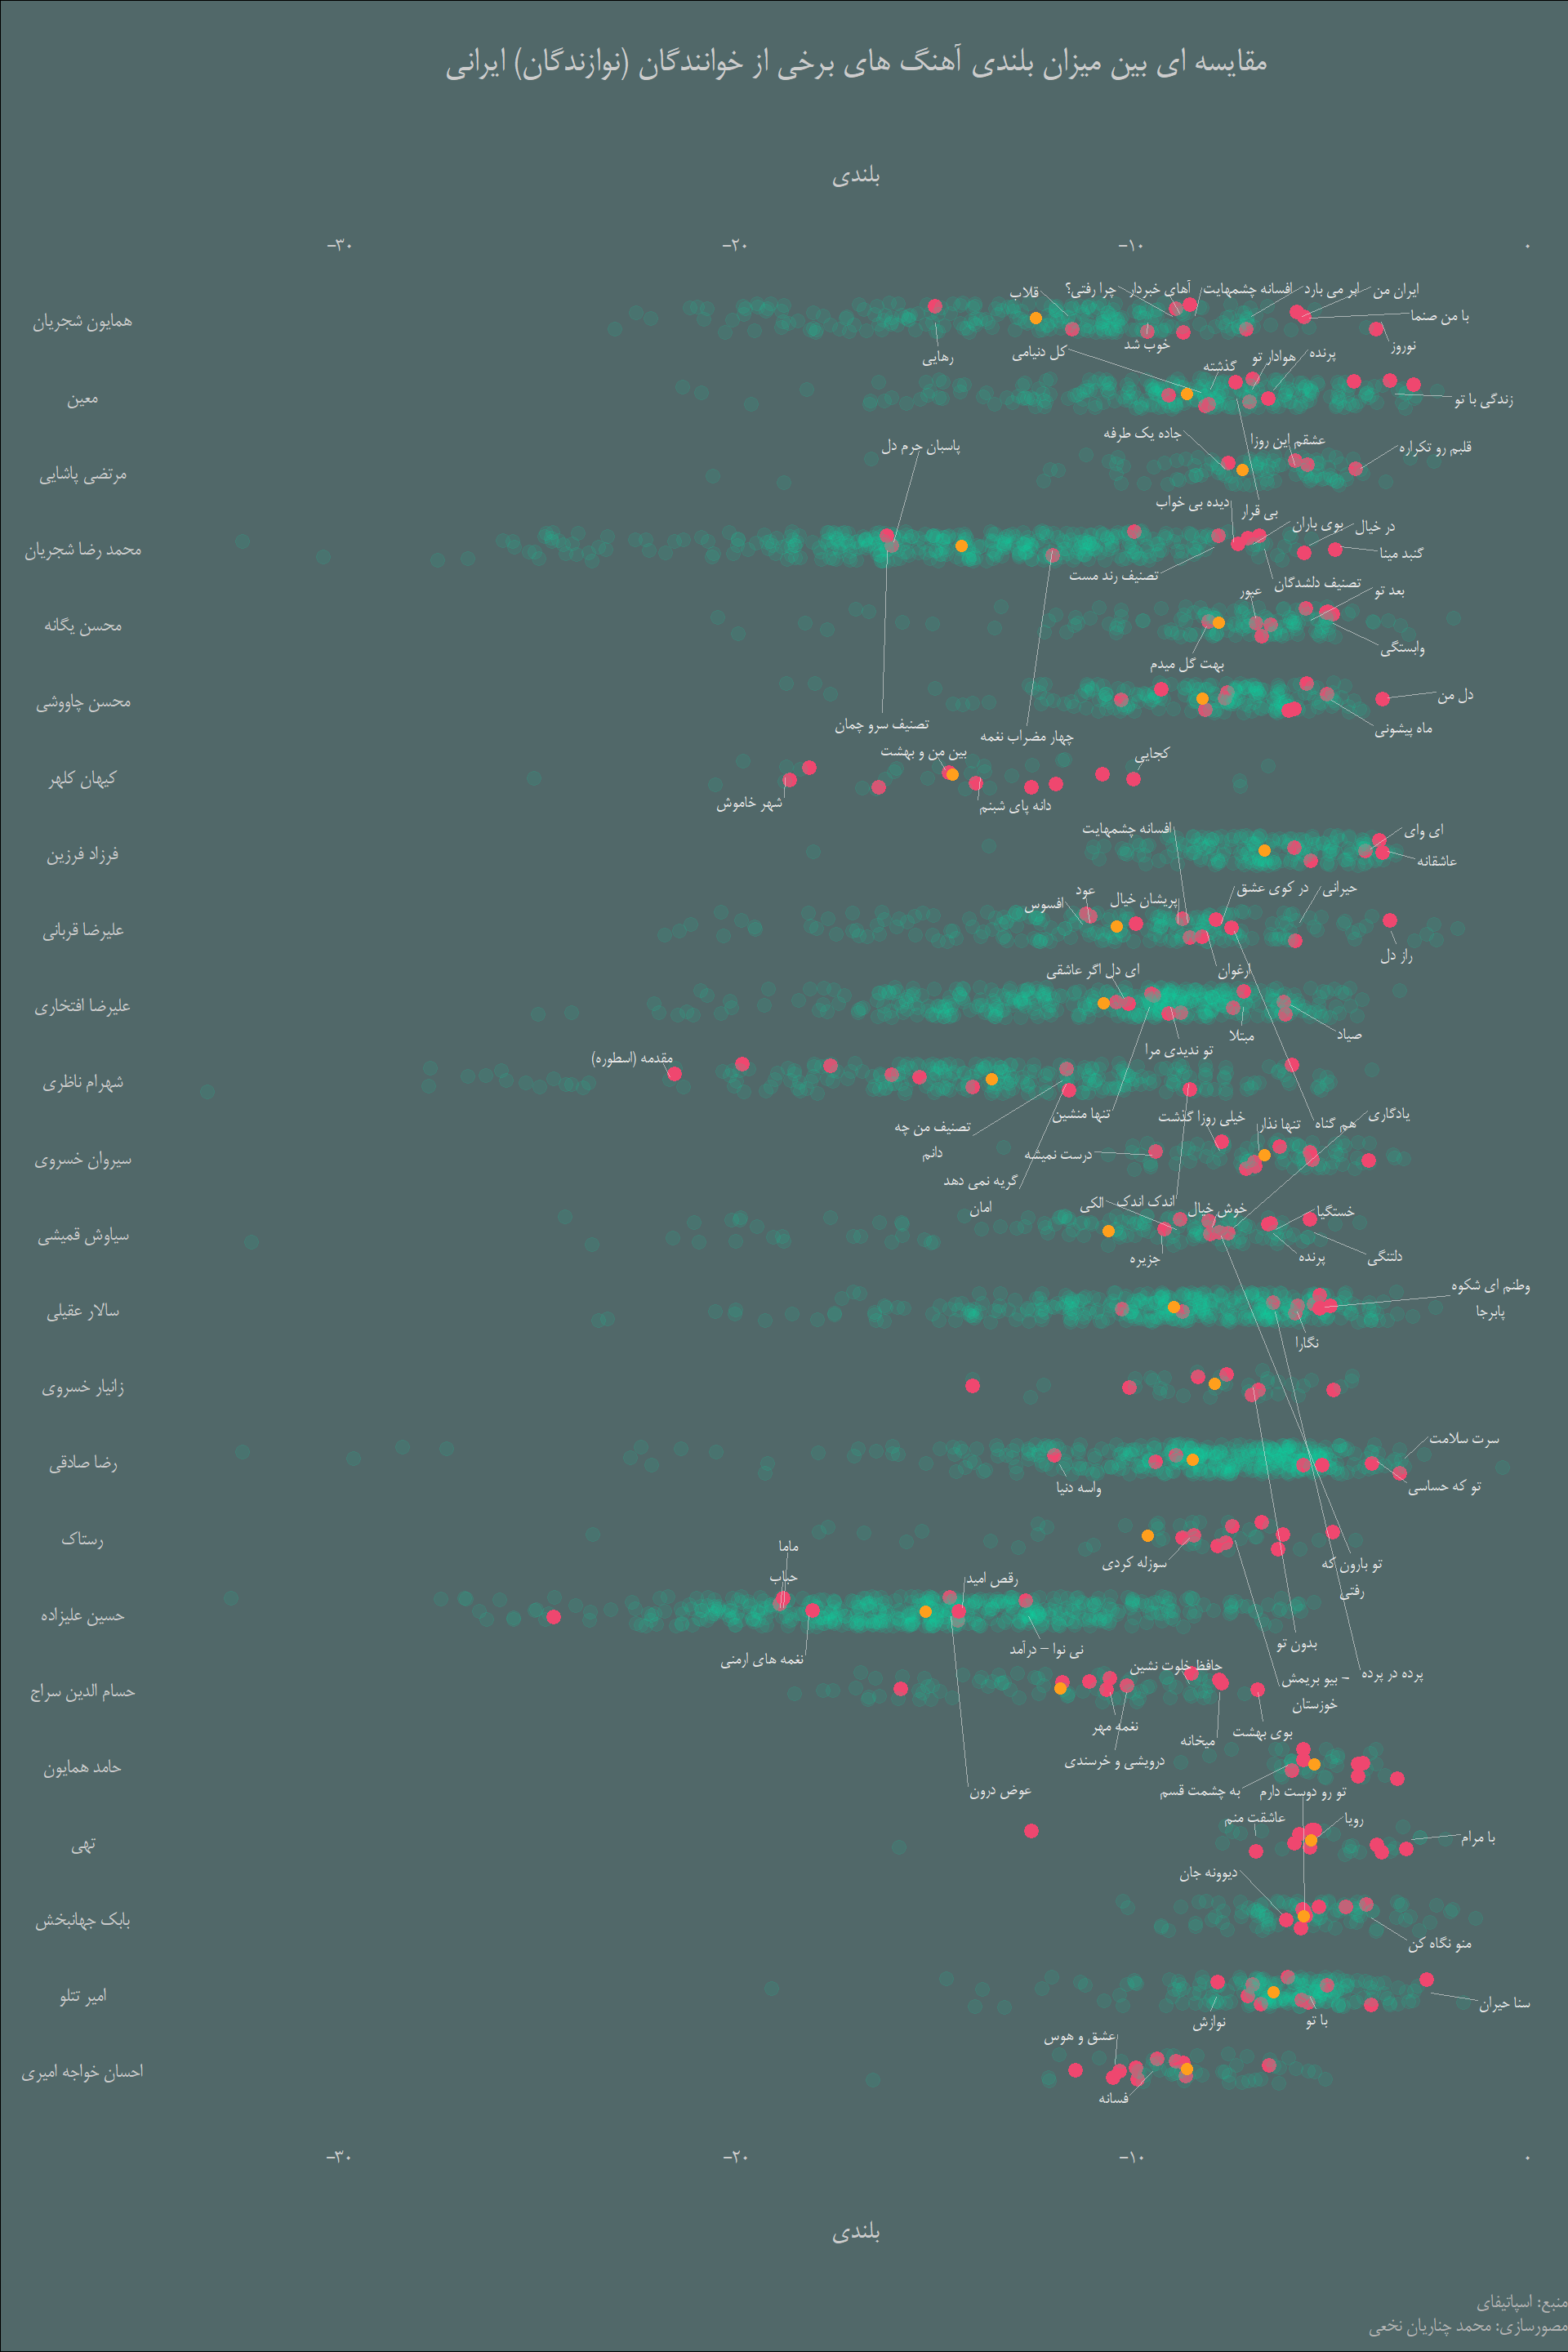 مقایسه ای بین میزان بلندی آهنگ های برخی از خوانندگان (نوازندگان) ایرانی
بلندی
−۳۰ −۲۰ −۱۰ ۰
همایون شجریان
قلاب
چرا رفتی؟
آهای خبردار
افسانه چشمهایت
ابر می بارد
ایران من
با من صنما
نوروز
خوب شد
رهایی
معین
کل دنیامی
گذشته
هوادار تو
پرنده
زندگی با تو
بی قرار
مرتضی پاشایی
جاده یک طرفه
عشقم این روزا
قلبم رو تکراره
محمد رضا شجریان
پاسبان حرم دل
دیده بی خواب
بوی باران
در خیال
گنبد مینا
تصنیف رند مست
تصنیف دلشدگان
تصنیف سرو چمان
چهار مضراب نغمه
محسن یگانه
عبور
بعد تو
وابستگی
بهت گل میدم
محسن چاووشی
دل من
ماه پیشونی
کیهان کلهر
بین من و بهشت
کجایی
شهر خاموش
دانه پای شبنم
فرزاد فرزین
ای وای
عاشقانه
علیرضا قربانی
افسانه چشمهایت
افسوس
عود
پریشان خیال
در کوی عشق
حیرانی
راز دل
ارغوان
هم گناه
علیرضا افتخاری
ای دل اگر عاشقی
صیاد
مبتلا
تو ندیدی مرا
تنها منشین
شهرام ناظری
مقدمه (اسطوره)
تصنیف من چه
دانم
گریه نمی دهد
امان
اندک اندک
سیروان خسروی
خیلی روزا گذشت
تنها نذار
درست نمیشه
سیاوش قمیشی
یادگاری
الکی
خوش خیال
خستگیا
جزیره
پرنده
دلتنگی
تو بارون که
رفتی
سالار عقیلی
وطنم ای شکوه
پابرجا
نگارا
پرده در پرده
زانیار خسروی
بدون تو
رضا صادقی
سرت سلامت
تو که حساسی
واسه دنیا
رستاک
سوزله کردی
بیو بریمش –
خوزستان
حسین علیزاده
ماما
حباب
رقص امید
نی نوا – درآمد
نغمه های ارمنی
عوض درون
حسام الدین سراج
حافظ خلوت نشین
نغمه مهر
درویشی و خرسندی
میخانه
بوی بهشت
حامد همایون
به چشمت قسم
تهی
عاشقت منم
رویا
با مرام
بابک جهانبخش
تو رو دوست دارم
دیوونه جان
منو نگاه کن
امیر تتلو
نوازش
با تو
سنا حیران
احسان خواجه امیری
عشق و هوس
فسانه
−۳۰ −۲۰ −۱۰ ۰
بلندی
منبع: اسپاتیفای
مصورسازی: محمد چناریان نخعی